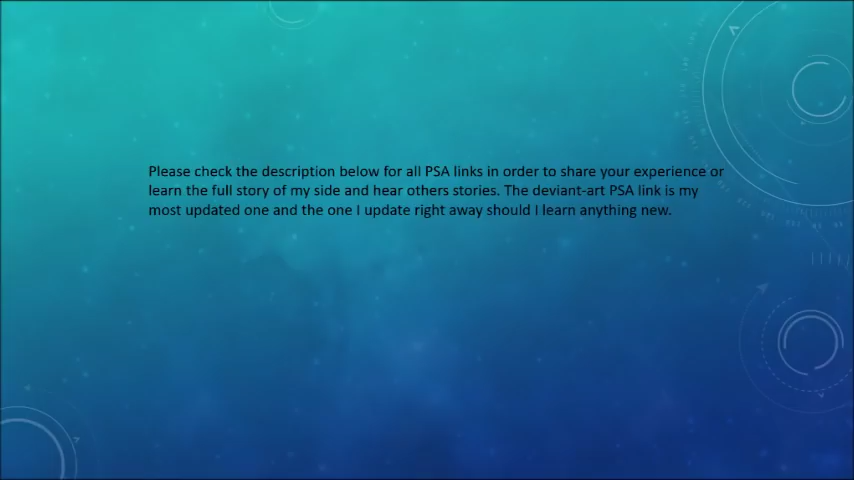 Please check the description below for all PSA links in order to share your experience or
learn the full story of my side and hear others stories. The deviant-art PSA link is my
most updated one and the one I update right away should I learn anything new.